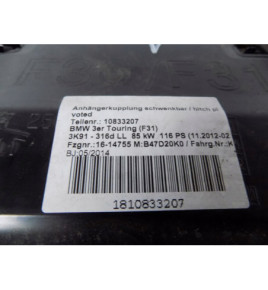 Anhängerkupplung schwenkbar / hitch pi
voted
Teilenr.: 10833207
BMW 3er Touring (F31)
3K91 - 316d LL 85 kW 116 PS (11.2012-02.
Fzgnr.:16-14755 M:B47D20K0 / Fahrg.Nr.:K
BJ:05/2014
1810833207